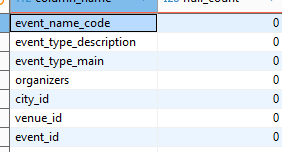 column_name null_count
event_name_code 0
event_type_description 0
event_type_main 0
organizers 0
city_id 0
venue_id 0
event_id 0